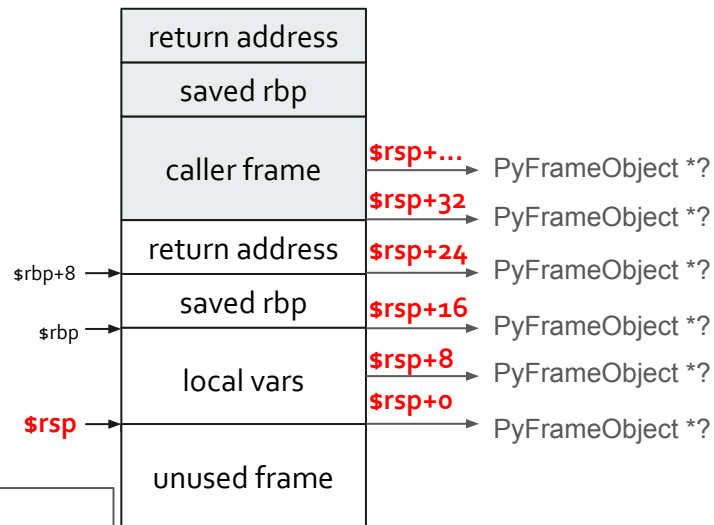 return address
saved rbp
caller frame
$rsp+...
PyFrameObject *?
$rsp+32
PyFrameObject *?
return address
$rsp+24
PyFrameObject *?
$rbp+8
saved rbp
$rsp+16
PyFrameObject *?
$rbp
local vars
$rsp+8
PyFrameObject *?
$rsp+0
PyFrameObject *?
$rsp
unused frame